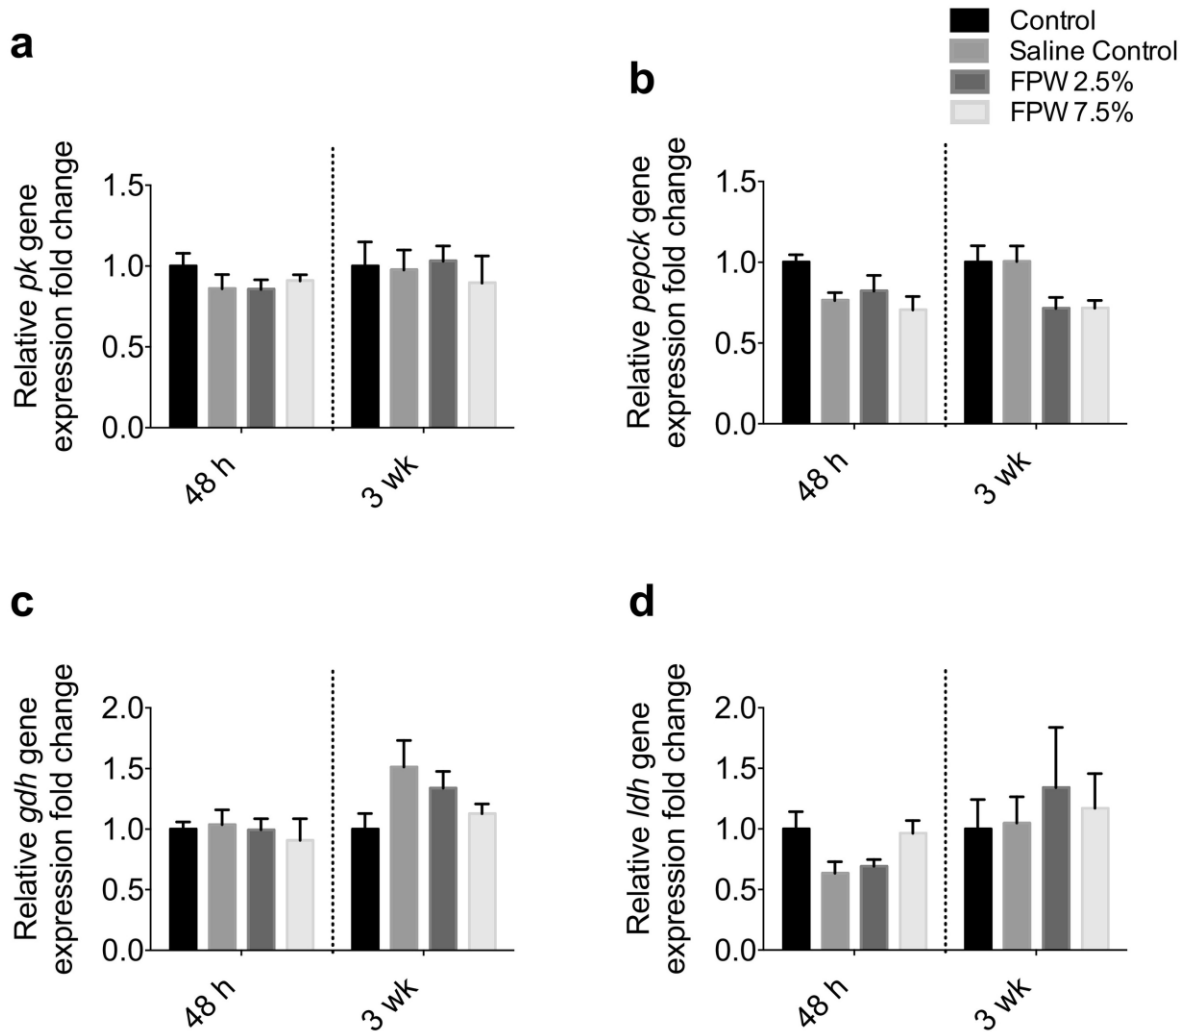 Control
Saline Control
FPW 2.5%
FPW 7.5%
a
Relative pk gene
expression fold change
1.5
1.0
0.5
0.0
48 h
3 wk
b
Relative pepck gene
expression fold change
1.5
1.0
0.5
0.0
48 h
3 wk
c
Relative gdh gene
expression fold change
2.0
1.5
1.0
0.5
0.0
48 h
3 wk
d
Relative ldh gene
expression fold change
2.0
1.5
1.0
0.5
0.0
48 h
3 wk